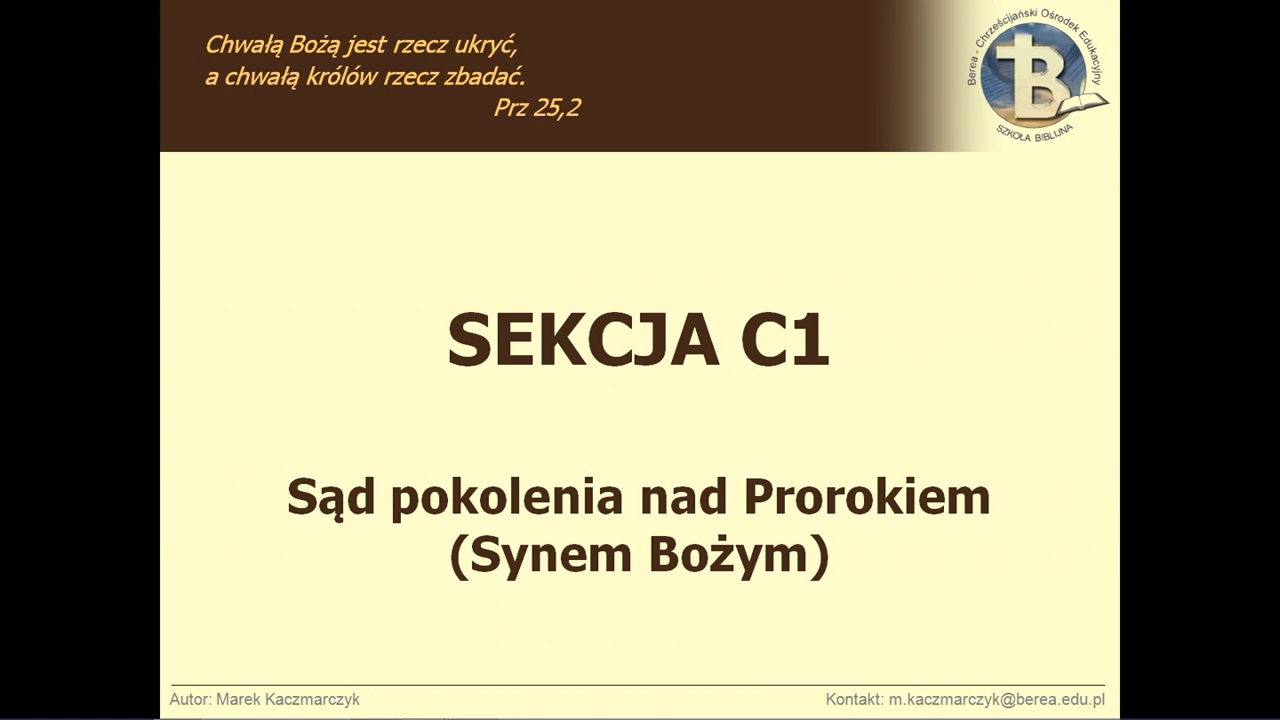 Chwałą Bożą jest rzecz ukryć,
a chwałą królów rzecz zbadać.
Prz 25,2
Berea - Chrześcijański Ośrodek Edukacyjny
B
SZKOŁA BIBLIJNA
SEKCJA C1
Sąd pokolenia nad Prorokiem
(Synem Bożym)
Autor: Marek Kaczmarczyk
Kontakt: m.kaczmarczyk@berea.edu.pl